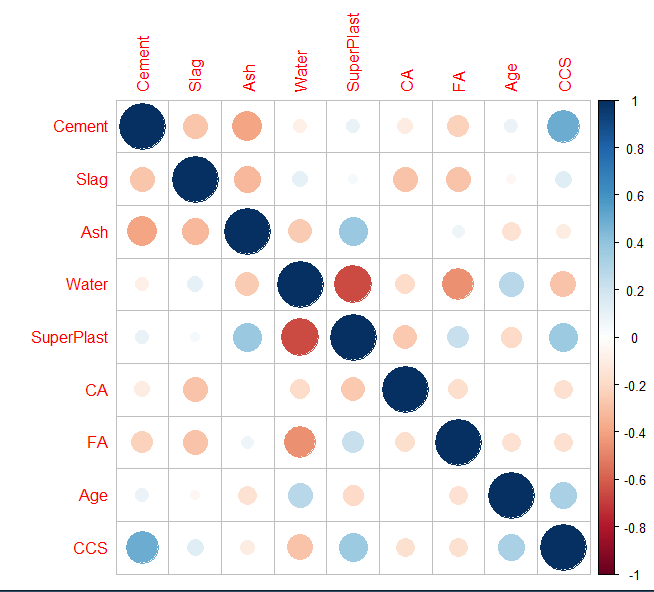 Cement Slag Ash Water SuperPlast CA FA Age CCS
Cement
Slag
Ash
Water
SuperPlast
CA
FA
Age
CCS
1
0.8
0.6
0.4
0.2
0
-0.2
-0.4
-0.6
-0.8
-1